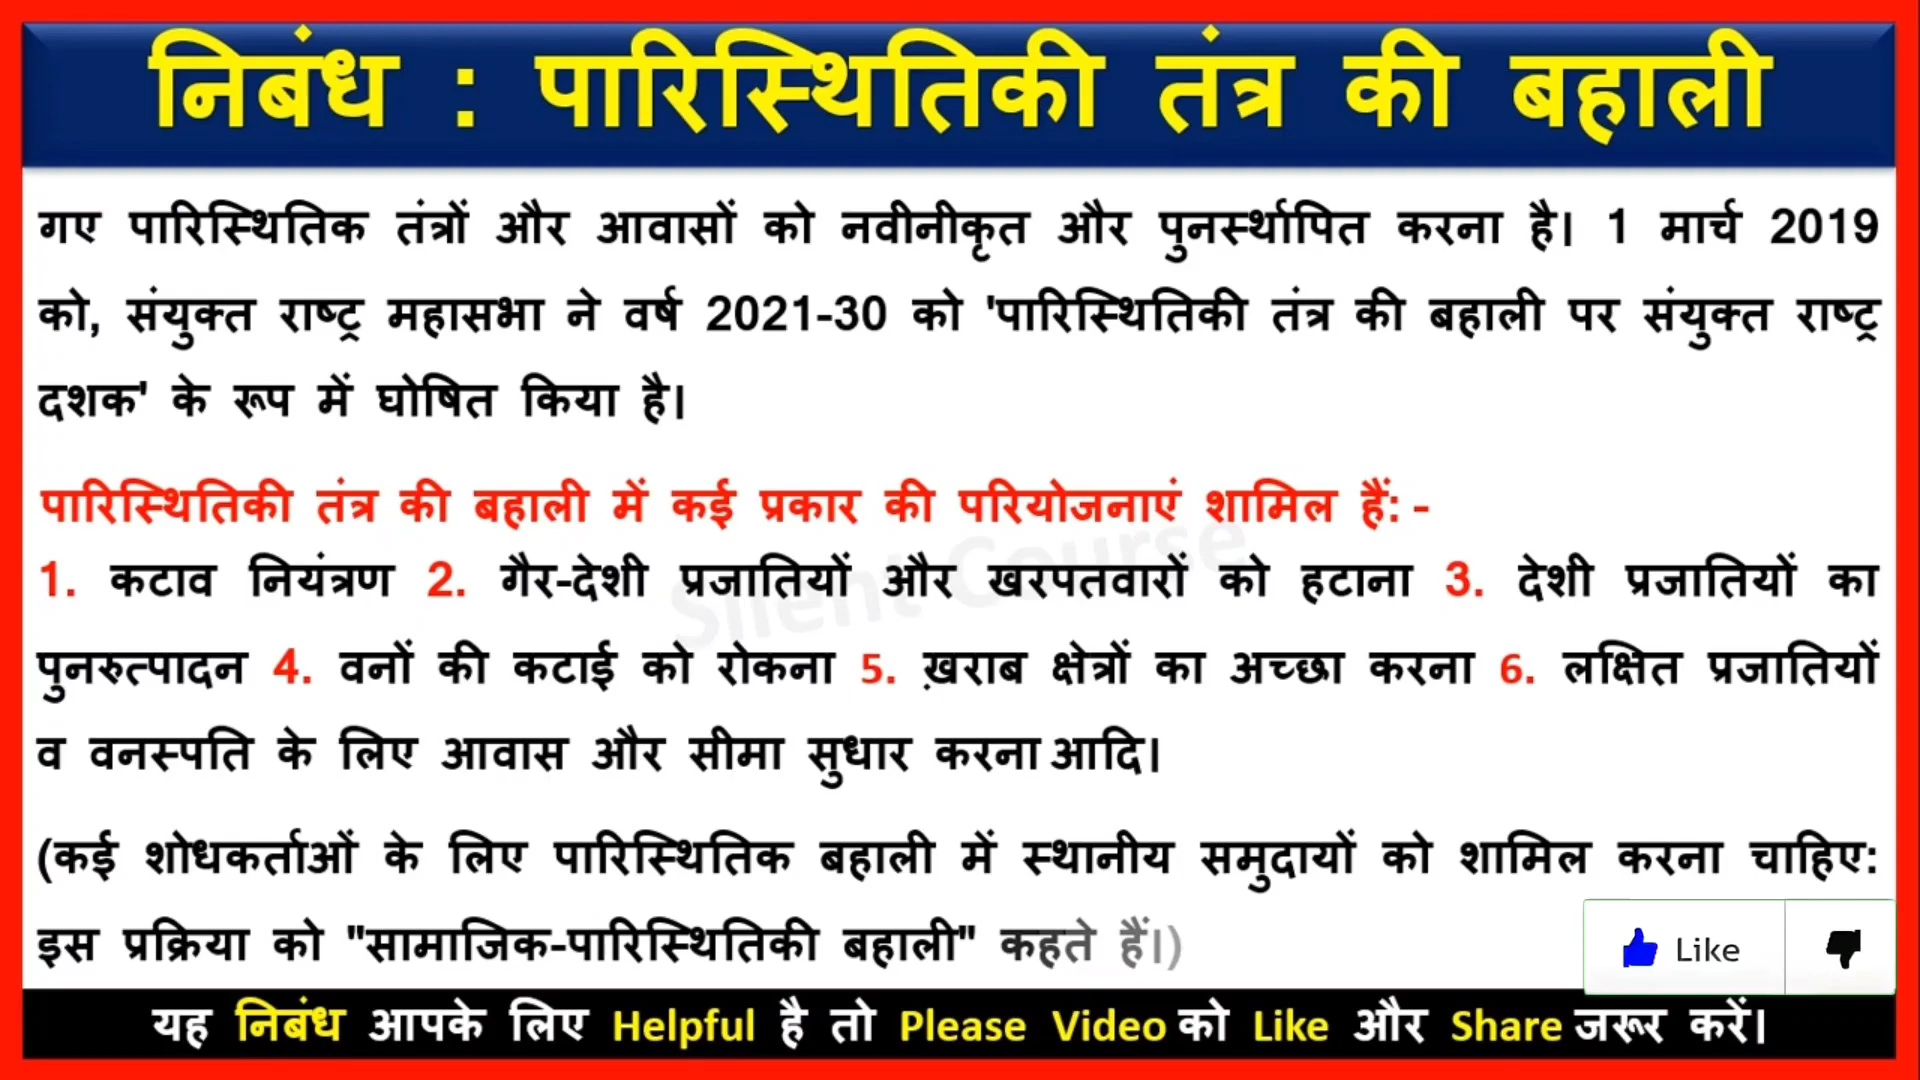 निबंध : पारिस्थितिकी तंत्र की बहाली
गए पारिस्थितिक तंत्रों और आवासों को नवीनीकृत और पुनर्स्थापित करना है। 1 मार्च 2019
को, संयुक्त राष्ट्र महासभा ने वर्ष 2021-30 को 'पारिस्थितिकी तंत्र की बहाली पर संयुक्त राष्ट्र
दशक' के रूप में घोषित किया है।
पारिस्थितिकी तंत्र की बहाली में कई प्रकार की परियोजनाएं शामिल हैं: -
1. कटाव नियंत्रण 2. गैर-देशी प्रजातियों और खरपतवारों को हटाना 3. देशी प्रजातियों का
पुनरुत्पादन 4. वनों की कटाई को रोकना 5. ख़राब क्षेत्रों का अच्छा करना 6. लक्षित प्रजातियों
व वनस्पति के लिए आवास और सीमा सुधार करना आदि।
Silent Course
(कई शोधकर्ताओं के लिए पारिस्थितिक बहाली में स्थानीय समुदायों को शामिल करना चाहिए:
इस प्रक्रिया को "सामाजिक-पारिस्थितिकी बहाली" कहते हैं।)
Like
यह निबंध आपके लिए Helpful है तो Please Video को Like और Share जरूर करें।